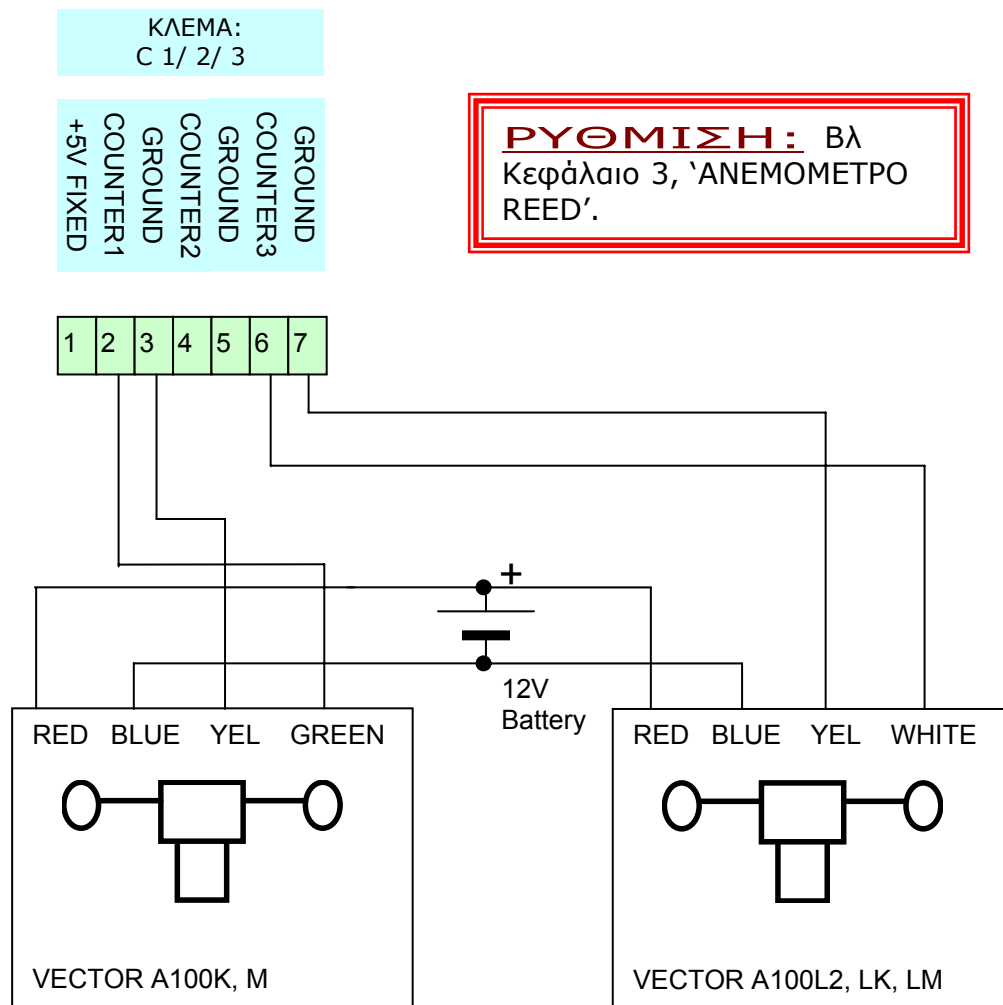 ΚΛΕΜΑ:
C 1/ 2/ 3
+5V FIXED
COUNTER1
GROUND
COUNTER2
GROUND
COUNTER3
GROUND
ΡΥΘΜΙΣΗ: Βλ
Κεφάλαιο 3, ‘ΑΝΕΜΟΜΕΤΡΟ
REED’.
1 2 3 4 5 6 7
+
12V
Battery
RED BLUE YEL GREEN
RED BLUE YEL WHITE
VECTOR A100K, M
VECTOR A100L2, LK, LM